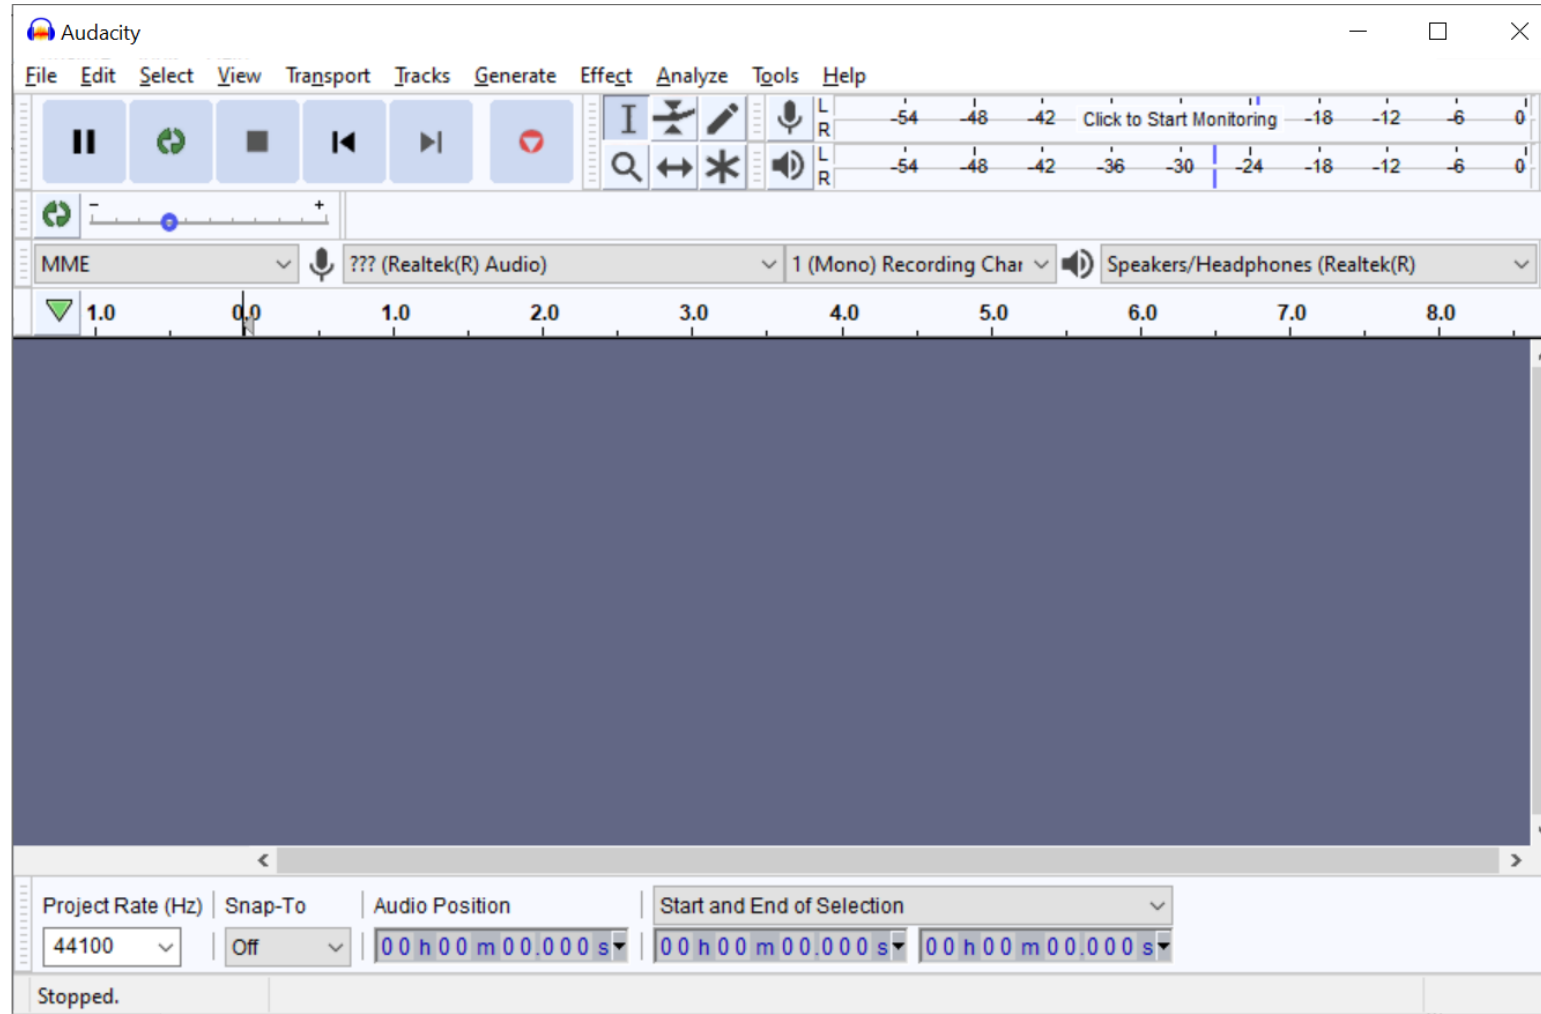 Audacity
File Edit Select View Transport Tracks Generate Effect Analyze Tools Help
L R -54 -48 -42 Click to Start Monitoring -18 -12 -6 0
L R -54 -48 -42 -36 -30 -24 -18 -12 -6 0
- +
MME ??? (Realtek(R) Audio) 1 (Mono) Recording Char Speakers/Headphones (Realtek(R)
1.0 0.0 1.0 2.0 3.0 4.0 5.0 6.0 7.0 8.0
Project Rate (Hz) Snap-To Audio Position Start and End of Selection
44100 Off 00 h 00 m 00.000 s 00 h 00 m 00.000 s 00 h 00 m 00.000 s
Stopped.